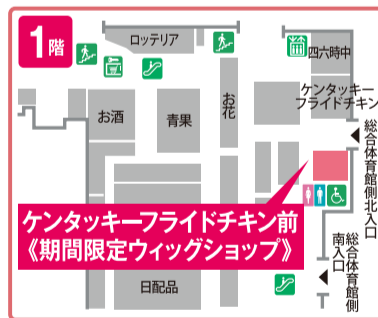 1階
ロッテリア
四六時中
ケンタッキー
フライドチキン
お酒
青果
お花
総合体育館側北入口
ケンタッキーフライドチキン前
《期間限定ウィッグショップ》
総合体育館側
南入口
日配品